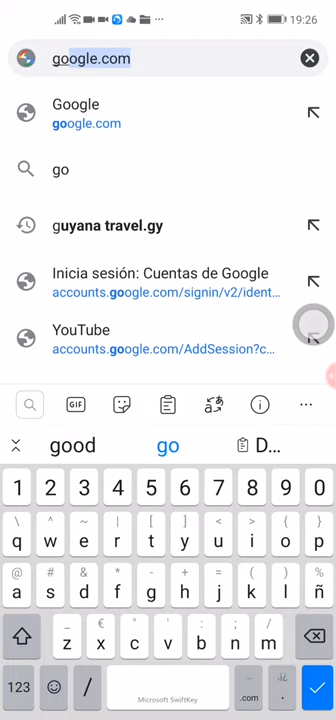 19:26
google.com
Google
google.com
go
guyana travel.gy
Inicia sesión: Cuentas de Google
accounts.google.com/signin/v2/ident...
YouTube
accounts.google.com/AddSession?c...
GIF
good go D...
1 2 3 4 5 6 7 8 9 0
\ ^ ~ | [ ] < > { }
q w e r t y u i o p
@ # & * - + = ( ) %
a s d f g h j k l ñ
_ € " ' : ; /
z x c v b n m
123 / Microsoft SwiftKey .com .